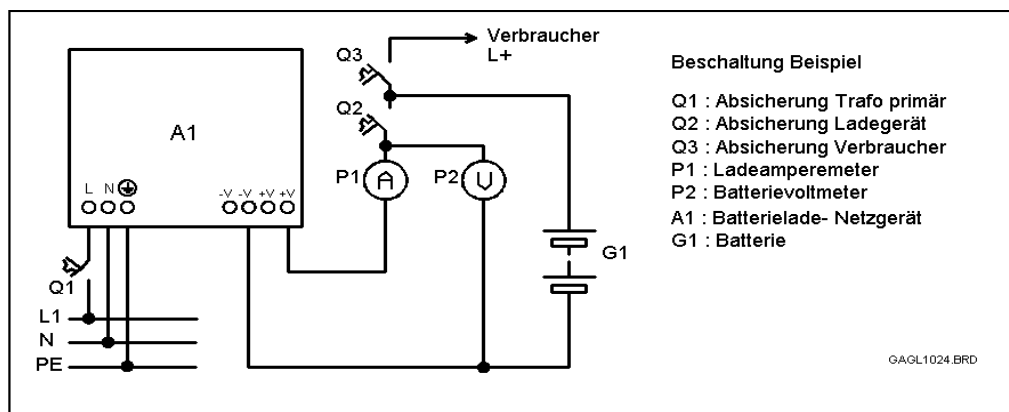 Verbraucher
L+
Q3
Q2
A1
P1
A
P2
V
L N
-V -V +V +V
G1
Q1
L1
N
PE
Beschaltung Beispiel
Q1 : Absicherung Trafo primär
Q2 : Absicherung Ladegerät
Q3 : Absicherung Verbraucher
P1 : Ladeamperemeter
P2 : Batterievoltmeter
A1 : Batterielade- Netzgerät
G1 : Batterie
GAGL1024.BRD